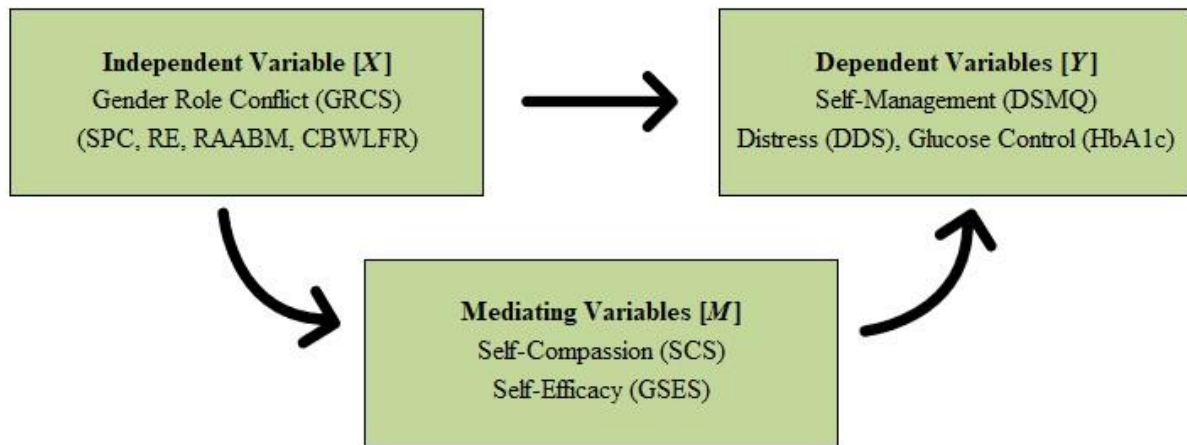 Independent Variable [X]
Gender Role Conflict (GRCS)
(SPC, RE, RAABM, CBWLFR)
Dependent Variables [Y]
Self-Management (DSMQ)
Distress (DDS), Glucose Control (HbA1c)
Mediating Variables [M]
Self-Compassion (SCS)
Self-Efficacy (GSES)